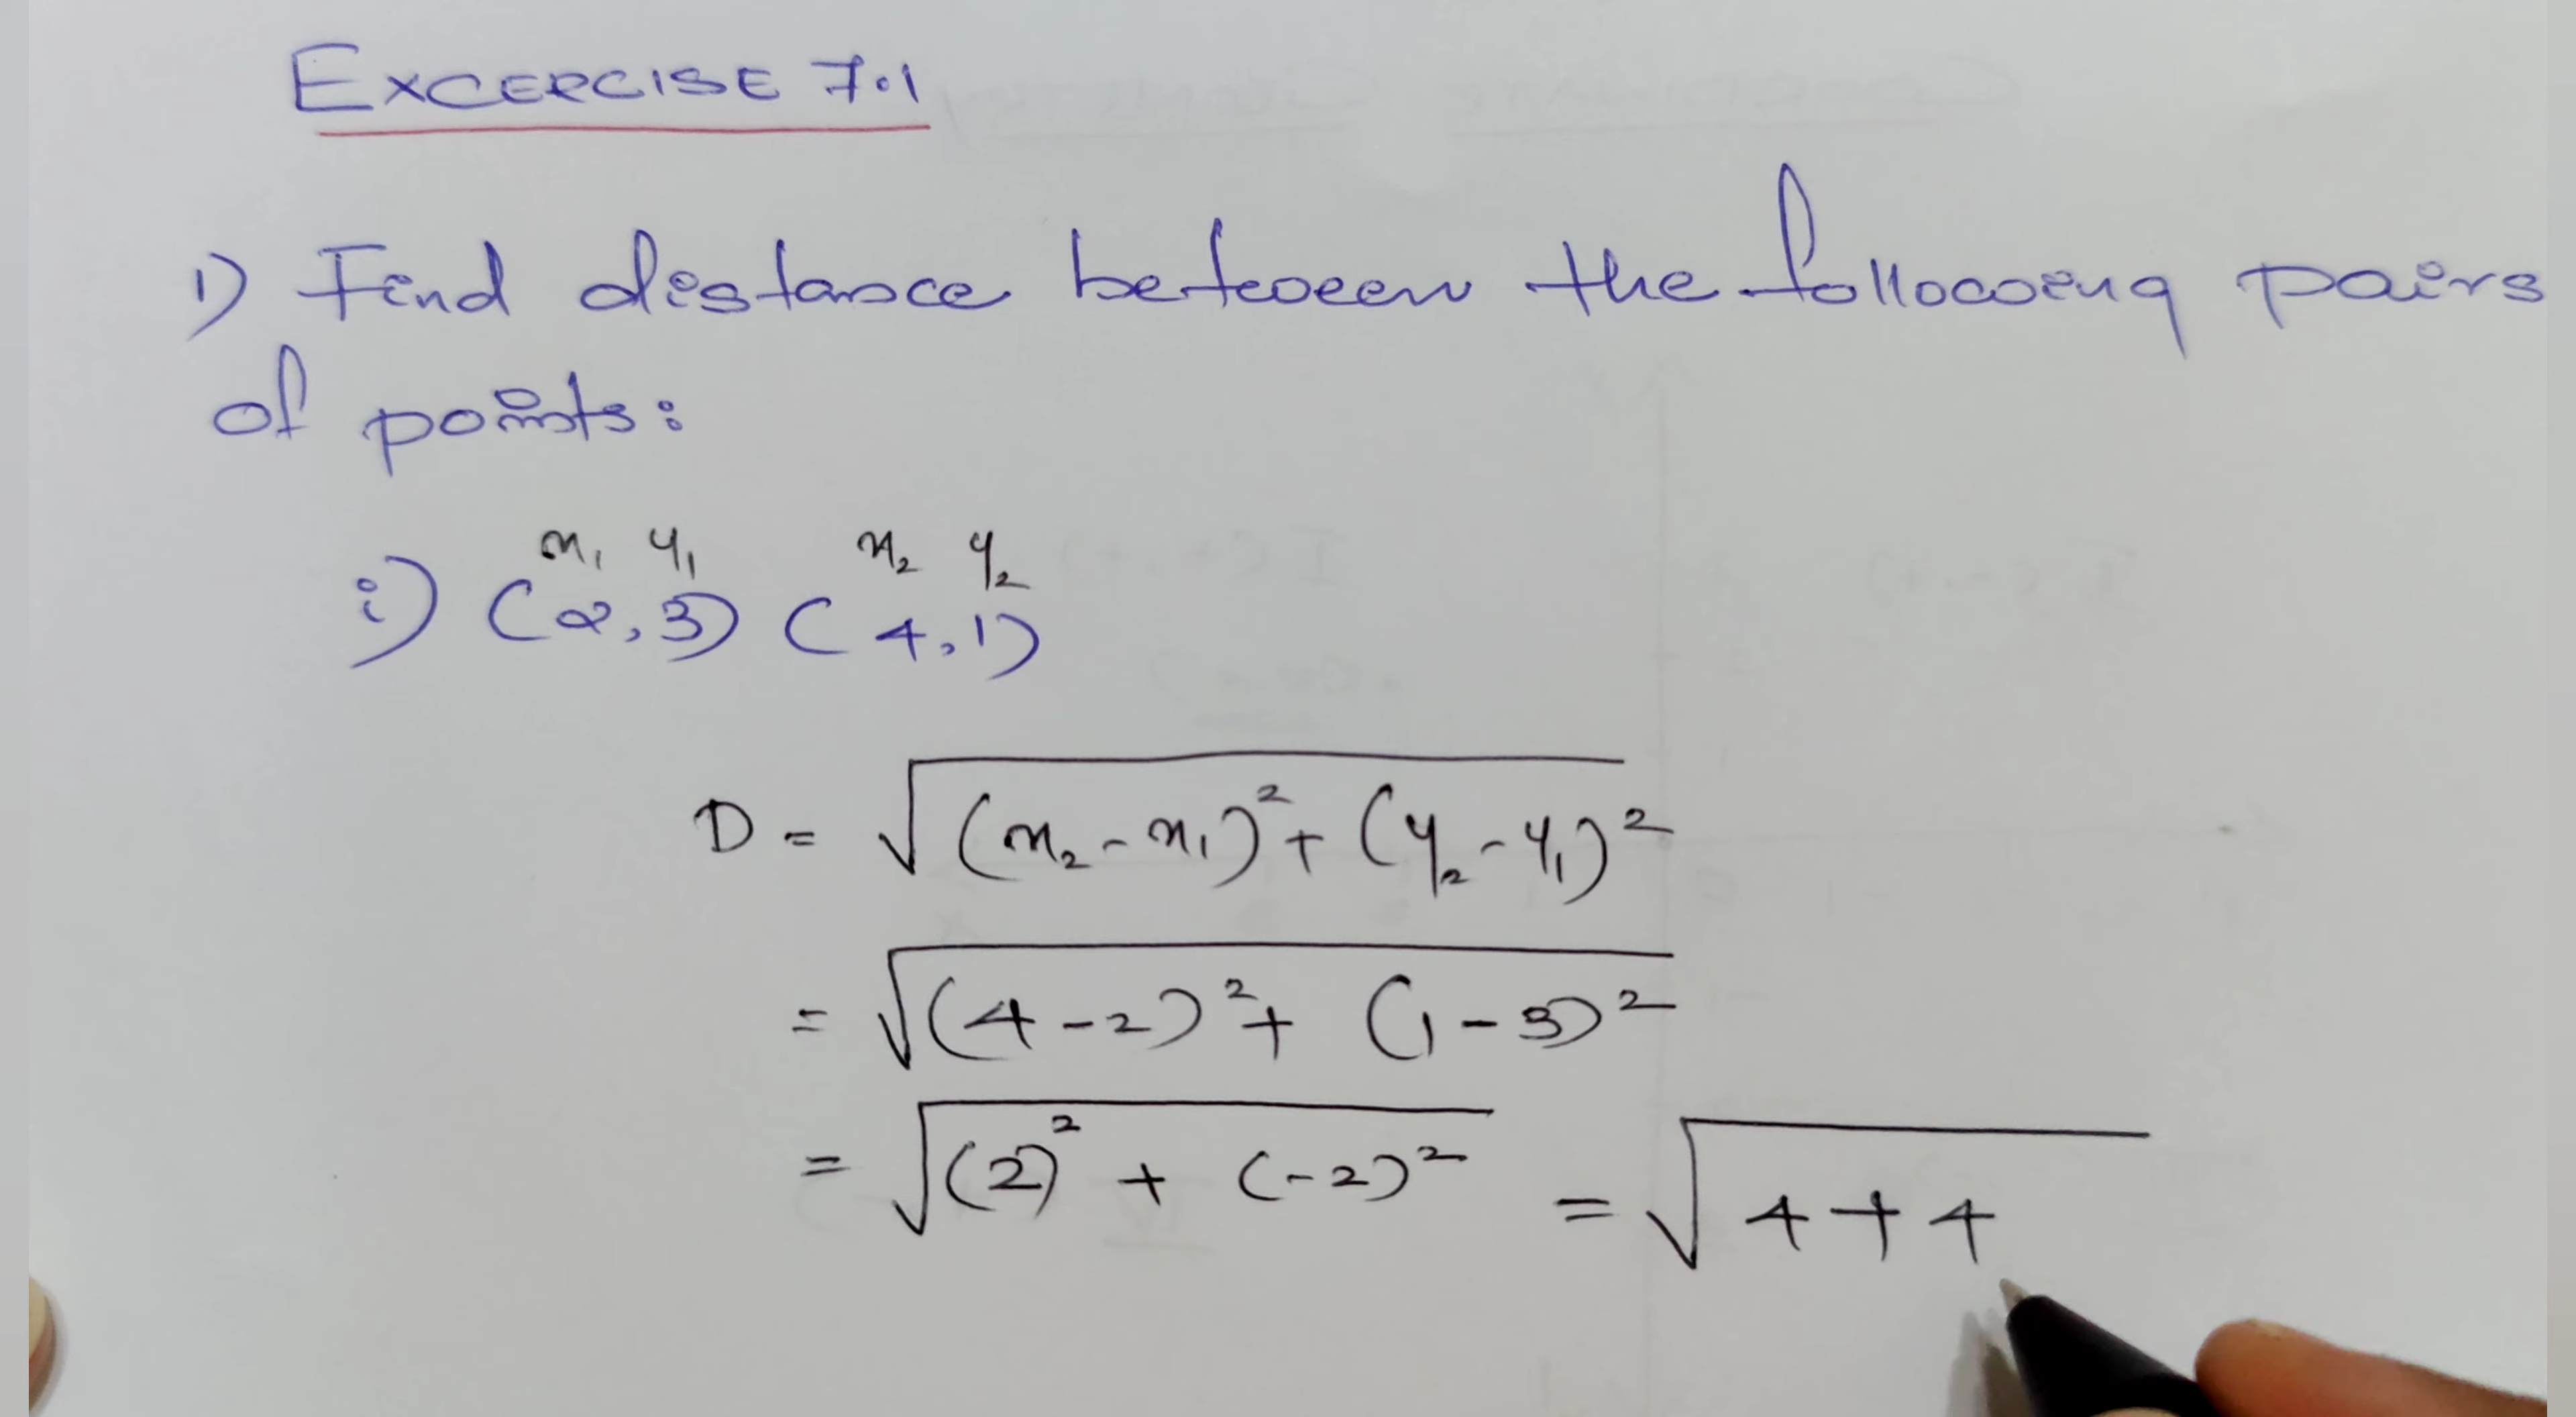 EXCERCISE 7.1
1) Find distance between the following pairs
of points:
x₁ y₁ x₂ y₂
i) (2,3) (4,1)
D = √(x₂-x₁)²+(y₂-y₁)²
= √(4-2)²+(1-3)²
= √(2)²+(-2)² = √4+4